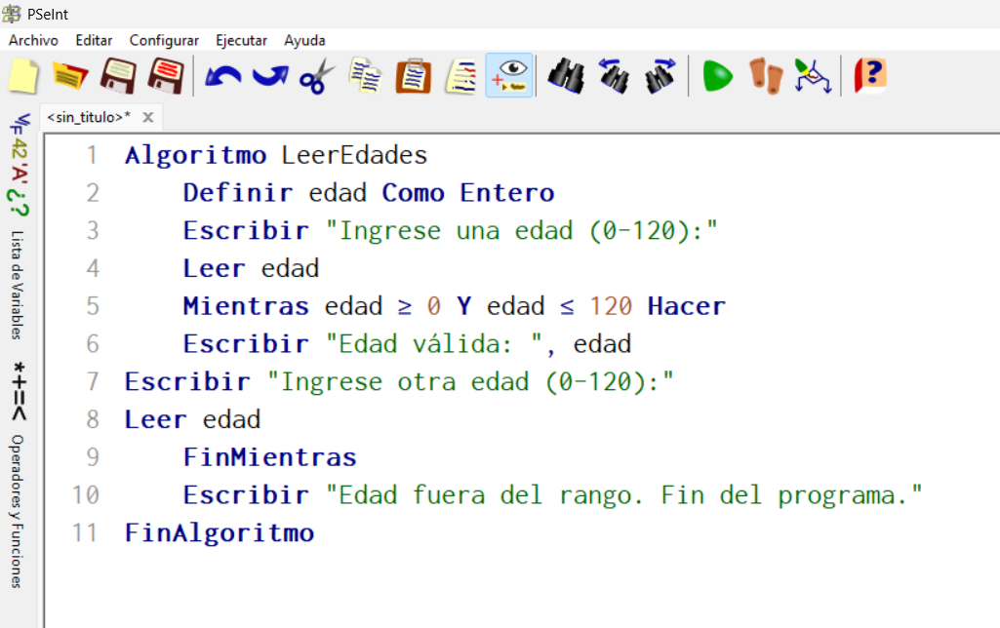 PSeInt
Archivo Editar Configurar Ejecutar Ayuda
<sin_titulo>* x
1 Algoritmo LeerEdades
2 Definir edad Como Entero
3 Escribir "Ingrese una edad (0-120):"
4 Leer edad
5 Mientras edad ≥ 0 Y edad ≤ 120 Hacer
6 Escribir "Edad válida: ", edad
7 Escribir "Ingrese otra edad (0-120):"
8 Leer edad
9 FinMientras
10 Escribir "Edad fuera del rango. Fin del programa."
11 FinAlgoritmo
V/F 42 'A' ¿?
Lista de Variables
*+=<
Operadores y Funciones